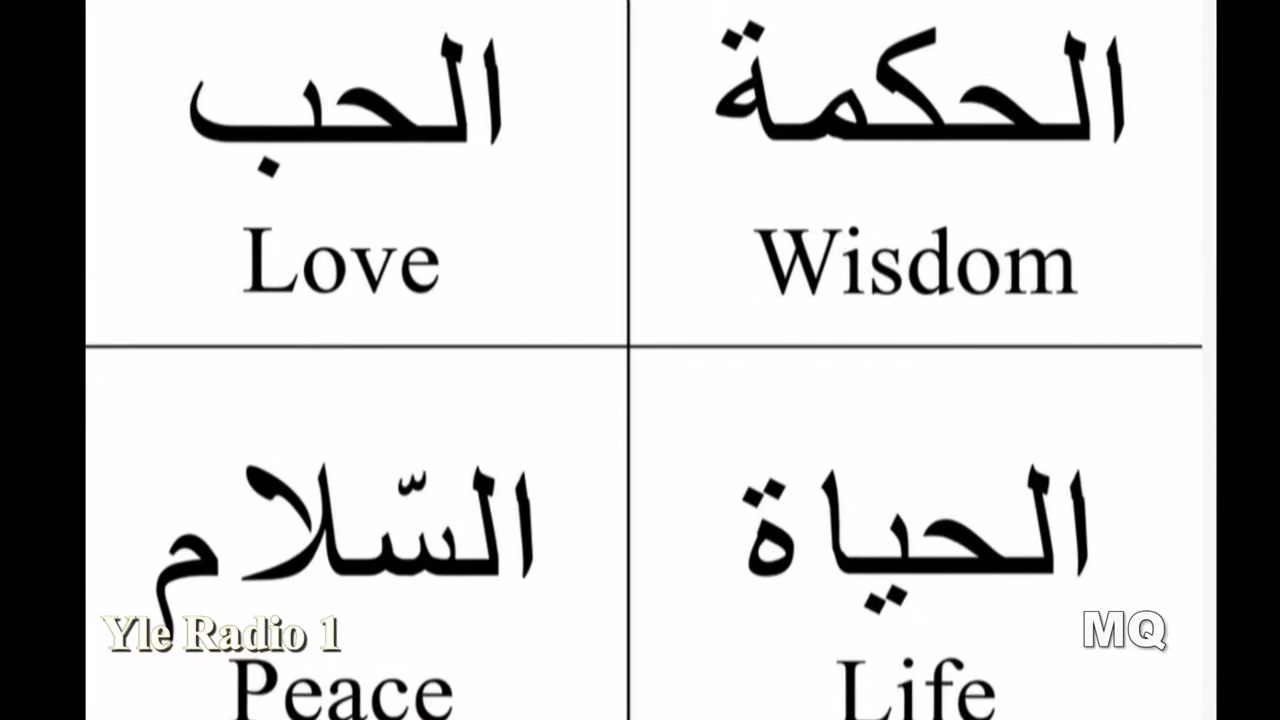 الحب
Love
الحكمة
Wisdom
السّلام
Peace
الحياة
Life
Yle Radio 1
MQ